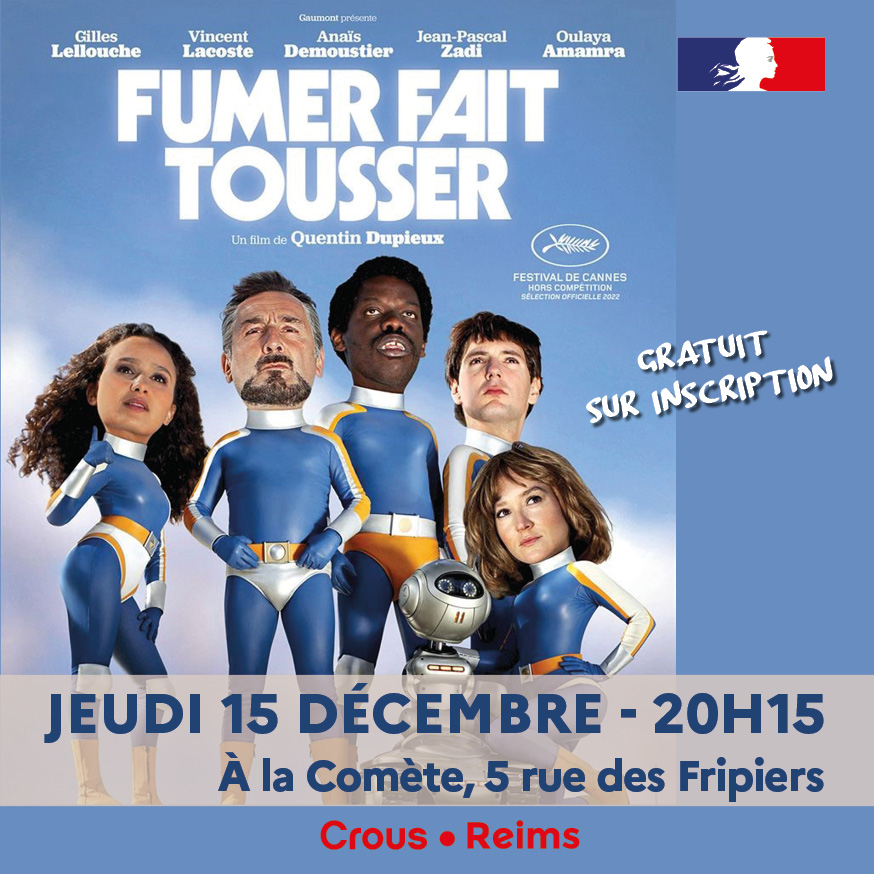 Gaumont présente
Gilles Lellouche
Vincent Lacoste
Anaïs Demoustier
Jean-Pascal Zadi
Oulaya Amamra
FUMER FAIT
TOUSSER
Un film de Quentin Dupieux
FESTIVAL DE CANNES
HORS COMPÉTITION
SÉLECTION OFFICIELLE 2022
GRATUIT
SUR INSCRIPTION
JEUDI 15 DÉCEMBRE - 20H15
À la Comète, 5 rue des Fripiers
Crous • Reims